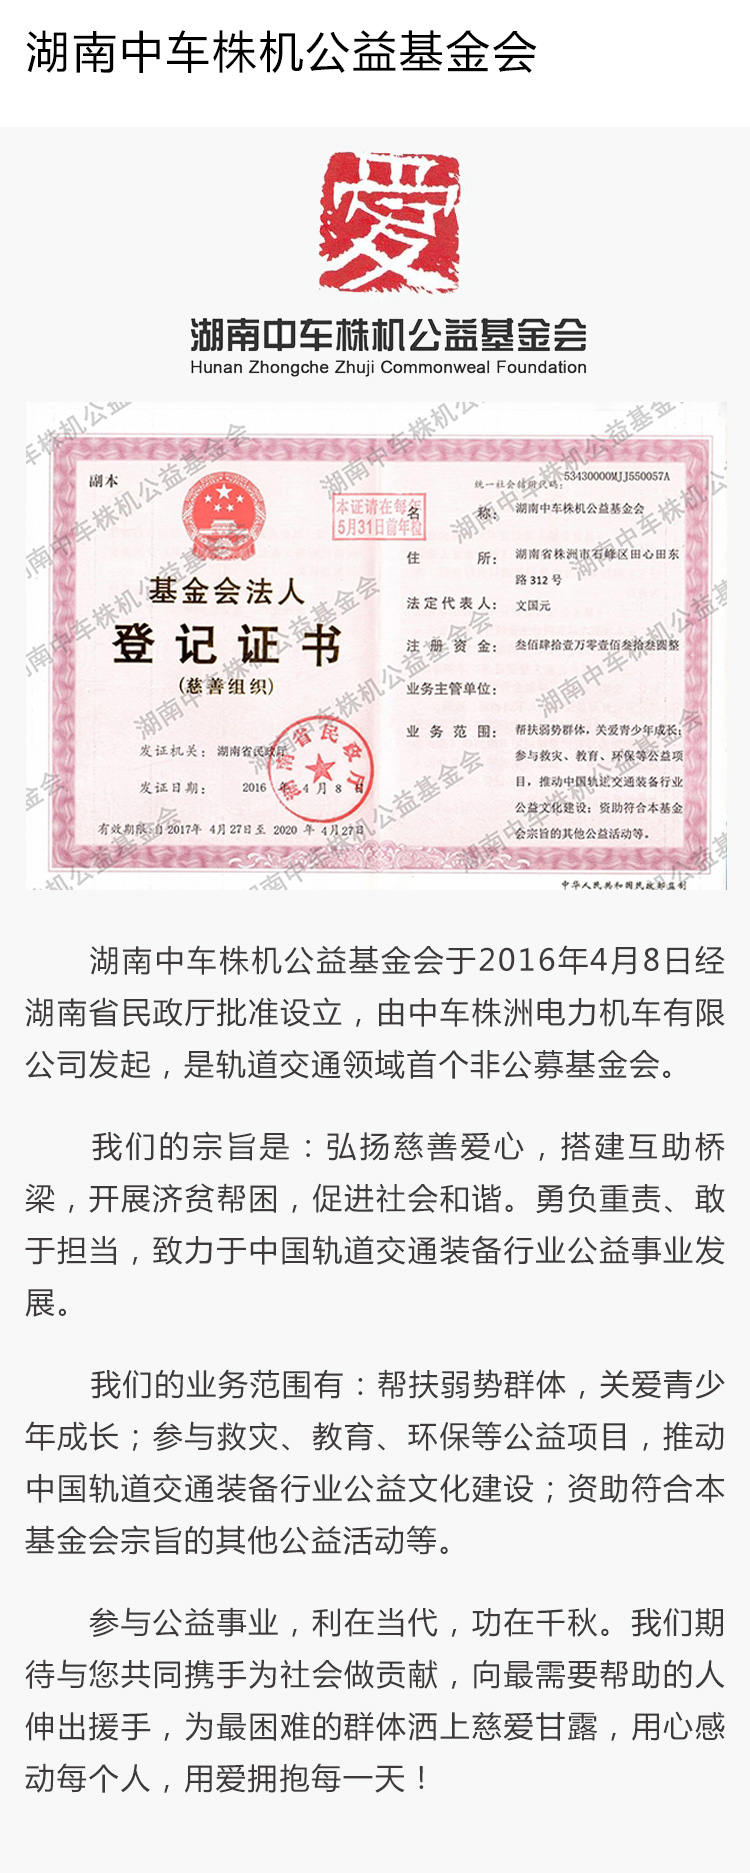 湖南中车株机公益基金会
爱
湖南中车株机公益基金会
Hunan Zhongche Zhuji Commonweal Foundation
副本
基金会法人
登记证书
(慈善组织)
发证机关：湖南省民政厅
发证日期： 2016 年 4 月 8 日
有效期限:自2017年 4月27日至 2020 年 4月27日
湖南省民政厅
本证请在每年
5月31日前年检
统一社会信用代码：53430000MJJ550057A
名 称： 湖南中车株机公益基金会
住 所： 湖南省株洲市石峰区田心田东
路 312 号
法定代表人： 文国元
注册资金： 叁佰肆拾壹万零壹佰叁拾叁圆整
业务主管单位：
业务范围： 帮扶弱势群体，关爱青少年成长；
参与救灾、教育、环保等公益项
目，推动中国轨道交通装备行业
公益文化建设；资助符合本基金
会宗旨的其他公益活动等。
中华人民共和国民政部监制
湖南中车株机公益基金会
湖南中车株机公益基金会于2016年4月8日经
湖南省民政厅批准设立，由中车株洲电力机车有限
公司发起，是轨道交通领域首个非公募基金会。
我们的宗旨是：弘扬慈善爱心，搭建互助桥
梁，开展济贫帮困，促进社会和谐。勇负重责、敢
于担当，致力于中国轨道交通装备行业公益事业发
展。
我们的业务范围有：帮扶弱势群体，关爱青少
年成长；参与救灾、教育、环保等公益项目，推动
中国轨道交通装备行业公益文化建设；资助符合本
基金会宗旨的其他公益活动等。
参与公益事业，利在当代，功在千秋。我们期
待与您共同携手为社会做贡献，向最需要帮助的人
伸出援手，为最困难的群体洒上慈爱甘露，用心感
动每个人，用爱拥抱每一天！